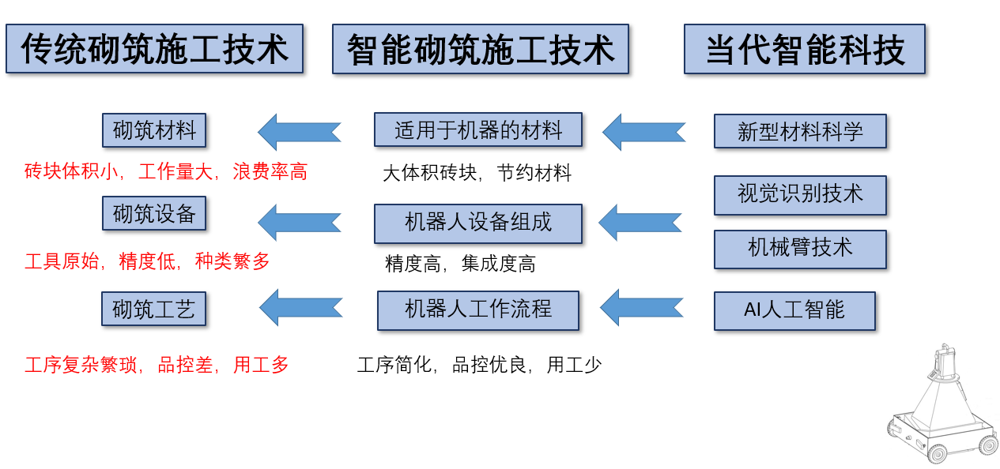 传统砌筑施工技术
智能砌筑施工技术
当代智能科技
砌筑材料
适用于机器的材料
新型材料科学
砖块体积小，工作量大，浪费率高
大体积砖块，节约材料
视觉识别技术
砌筑设备
机器人设备组成
机械臂技术
工具原始，精度低，种类繁多
精度高，集成度高
砌筑工艺
机器人工作流程
AI人工智能
工序复杂繁琐，品控差，用工多
工序简化，品控优良，用工少